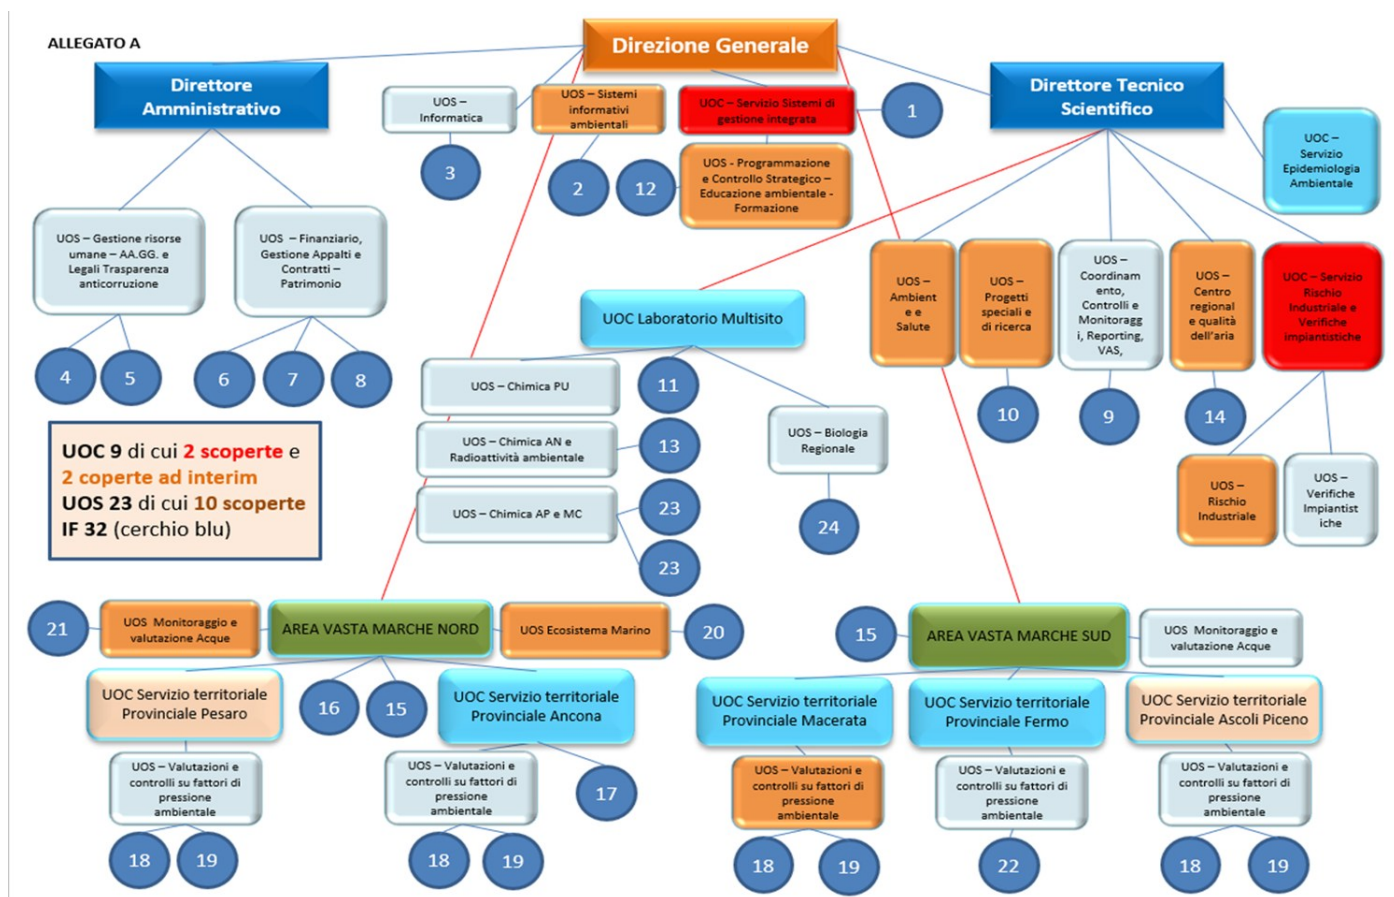 ALLEGATO A
Direzione Generale
Direttore
Amministrativo
Direttore Tecnico
Scientifico
UOS –
Informatica
UOS – Sistemi
informativi
ambientali
UOC – Servizio Sistemi di
gestione integrata
1
UOC –
Servizio
Epidemiologia
Ambientale
3
2
12
UOS - Programmazione
e Controllo Strategico –
Educazione ambientale -
Formazione
UOS – Gestione risorse
umane – AA.GG. e
Legali Trasparenza
anticorruzione
UOS – Finanziario,
Gestione Appalti e
Contratti –
Patrimonio
4
5
6
7
8
UOS –
Ambient
e e
Salute
UOS –
Progetti
speciali e
di ricerca
UOS –
Coordinam
ento,
Controlli e
Monitoragg
i, Reporting,
VAS,
UOS –
Centro
regional
e qualità
dell'aria
UOC – Servizio
Rischio
Industriale e
Verifiche
impiantistiche
10
9
14
UOS –
Rischio
Industriale
UOS –
Verifiche
Impiantist
iche
UOC Laboratorio Multisito
UOS – Chimica PU
11
UOS – Chimica AN e
Radioattività ambientale
13
UOS – Chimica AP e MC
23
23
UOS – Biologia
Regionale
24
UOC 9 di cui 2 scoperte e
2 coperte ad interim
UOS 23 di cui 10 scoperte
IF 32 (cerchio blu)
21
UOS Monitoraggio e
valutazione Acque
AREA VASTA MARCHE NORD
UOS Ecosistema Marino
20
15
AREA VASTA MARCHE SUD
UOS Monitoraggio e
valutazione Acque
UOC Servizio territoriale
Provinciale Pesaro
16
15
UOC Servizio territoriale
Provinciale Ancona
UOC Servizio territoriale
Provinciale Macerata
UOC Servizio territoriale
Provinciale Fermo
UOC Servizio territoriale
Provinciale Ascoli Piceno
UOS – Valutazioni e
controlli su fattori di
pressione
ambientale
UOS – Valutazioni e
controlli su fattori di
pressione
ambientale
17
UOS – Valutazioni e
controlli su fattori di
pressione
ambientale
UOS – Valutazioni e
controlli su fattori di
pressione
ambientale
UOS – Valutazioni e
controlli su fattori di
pressione
ambientale
18
19
18
19
18
19
22
18
19